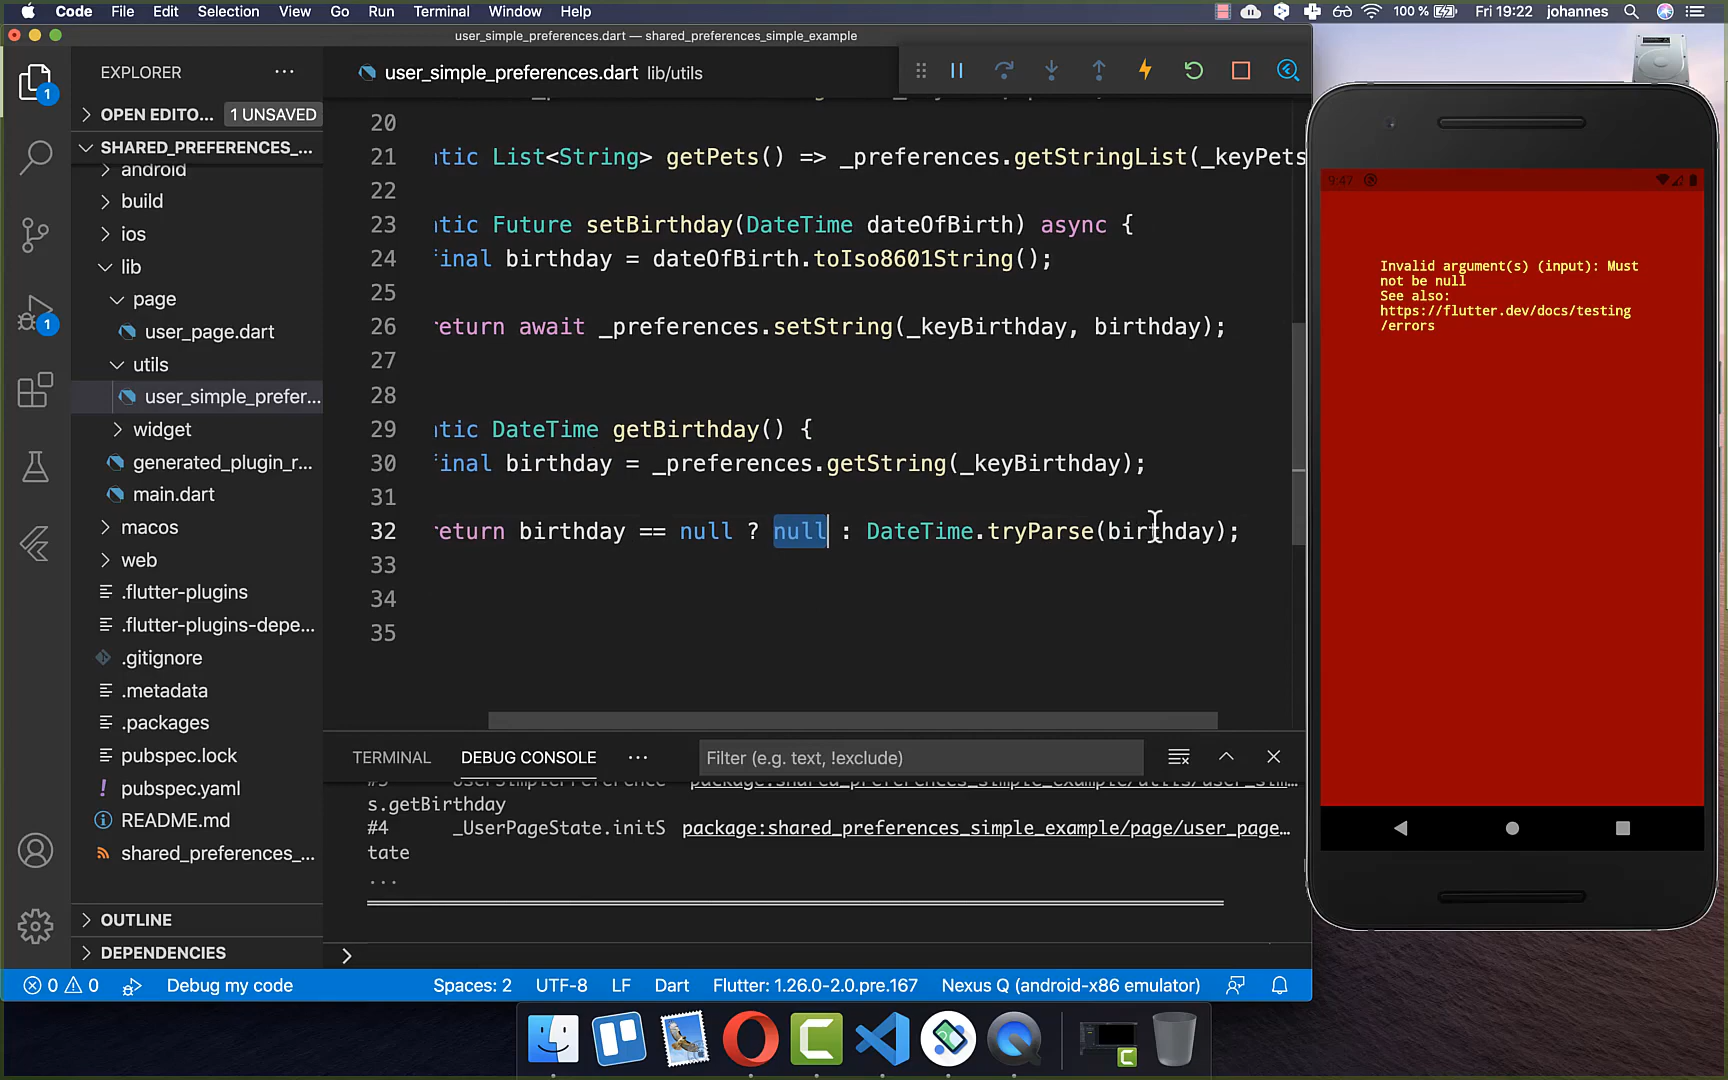 Code File Edit Selection View Go Run Terminal Window Help 100 % Fri 19:22 johannes
user_simple_preferences.dart — shared_preferences_simple_example
EXPLORER
user_simple_preferences.dart lib/utils
OPEN EDITO... 1 UNSAVED
SHARED_PREFERENCES_...
android
build
ios
lib
page
user_page.dart
utils
user_simple_prefer...
widget
generated_plugin_r...
main.dart
macos
web
.flutter-plugins
.flutter-plugins-depe...
.gitignore
.metadata
.packages
pubspec.lock
pubspec.yaml
README.md
shared_preferences_...
OUTLINE
DEPENDENCIES
1
1
20
21 tic List<String> getPets() => _preferences.getStringList(_keyPets
22
23 tic Future setBirthday(DateTime dateOfBirth) async {
24 inal birthday = dateOfBirth.toIso8601String();
25
26 return await _preferences.setString(_keyBirthday, birthday);
27
28
29 tic DateTime getBirthday() {
30 inal birthday = _preferences.getString(_keyBirthday);
31
32 return birthday == null ? null : DateTime.tryParse(birthday);
33
34
35
TERMINAL DEBUG CONSOLE Filter (e.g. text, !exclude)
s.getBirthday
#4 _UserPageState.initS package:shared_preferences_simple_example/page/user_page...
tate
...
0 0 Debug my code Spaces: 2 UTF-8 LF Dart Flutter: 1.26.0-2.0.pre.167 Nexus Q (android-x86 emulator)
9:47
Invalid argument(s) (input): Must
not be null
See also:
https://flutter.dev/docs/testing
/errors